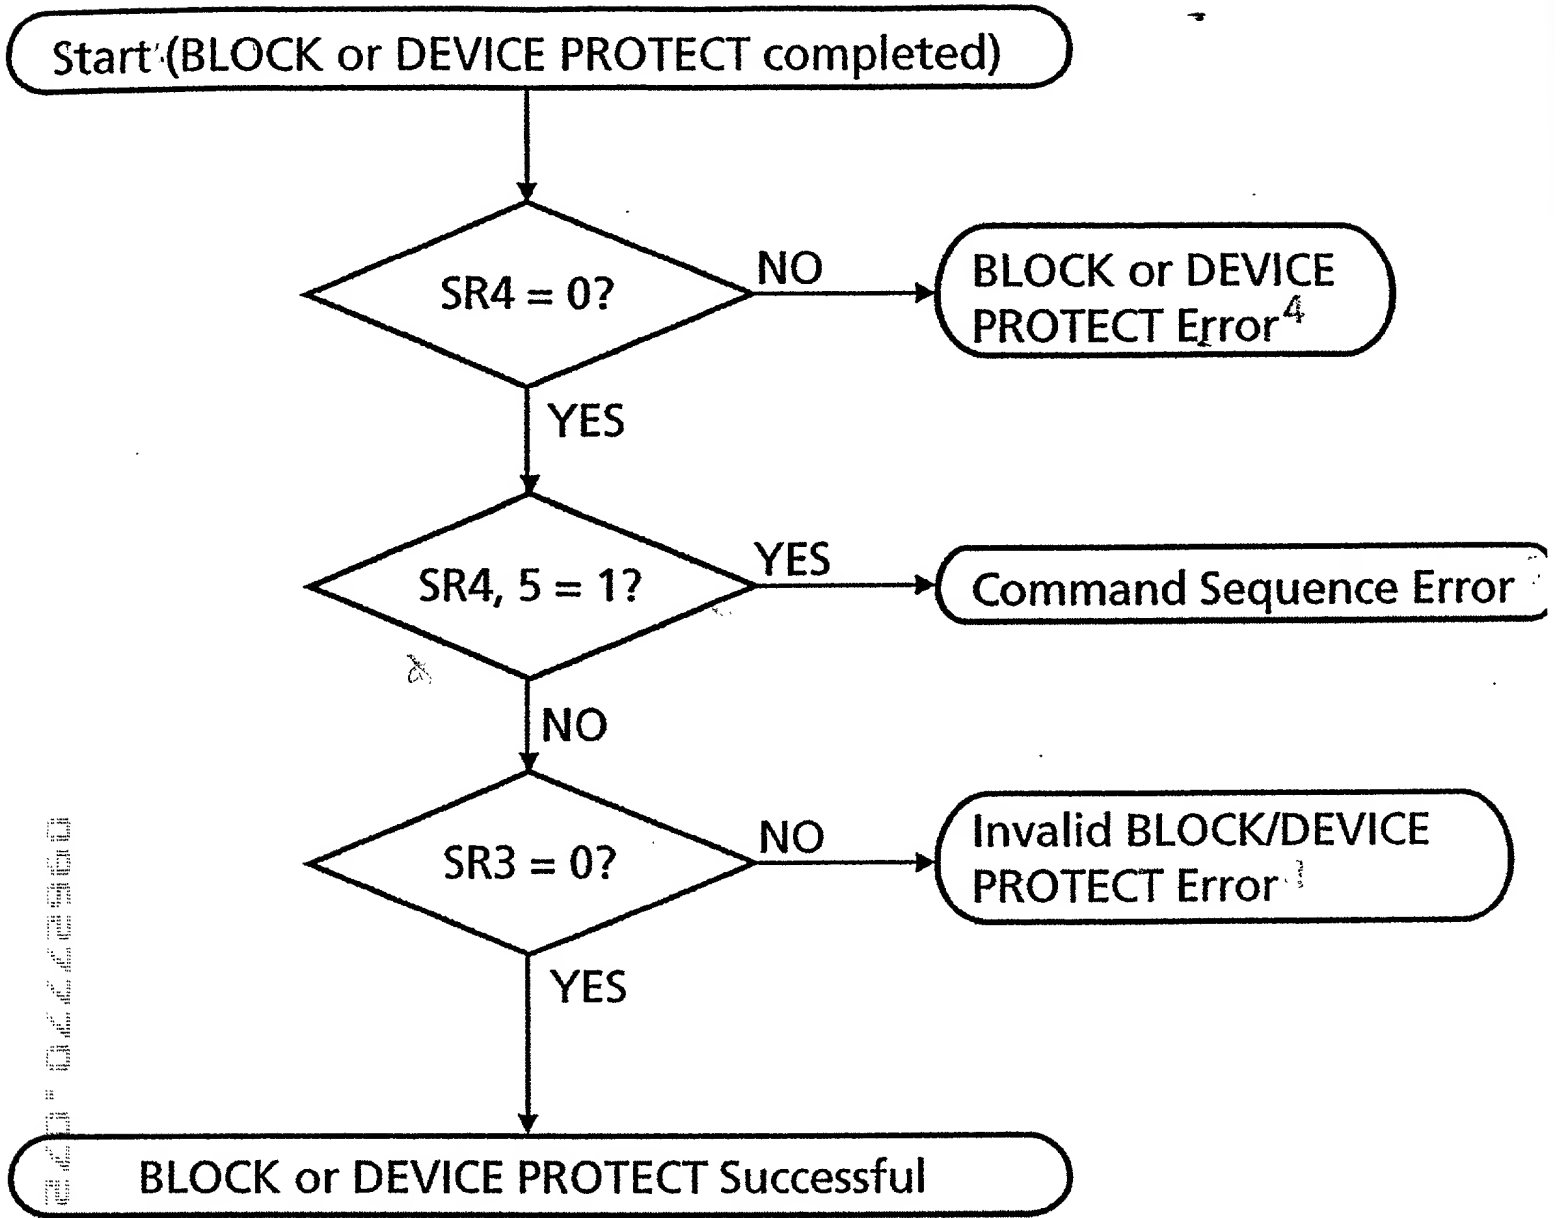 Start (BLOCK or DEVICE PROTECT completed)
SR4 = 0?
NO
BLOCK or DEVICE
PROTECT Error4
YES
SR4, 5 = 1?
YES
Command Sequence Error
NO
SR3 = 0?
NO
Invalid BLOCK/DEVICE
PROTECT Error
YES
BLOCK or DEVICE PROTECT Successful